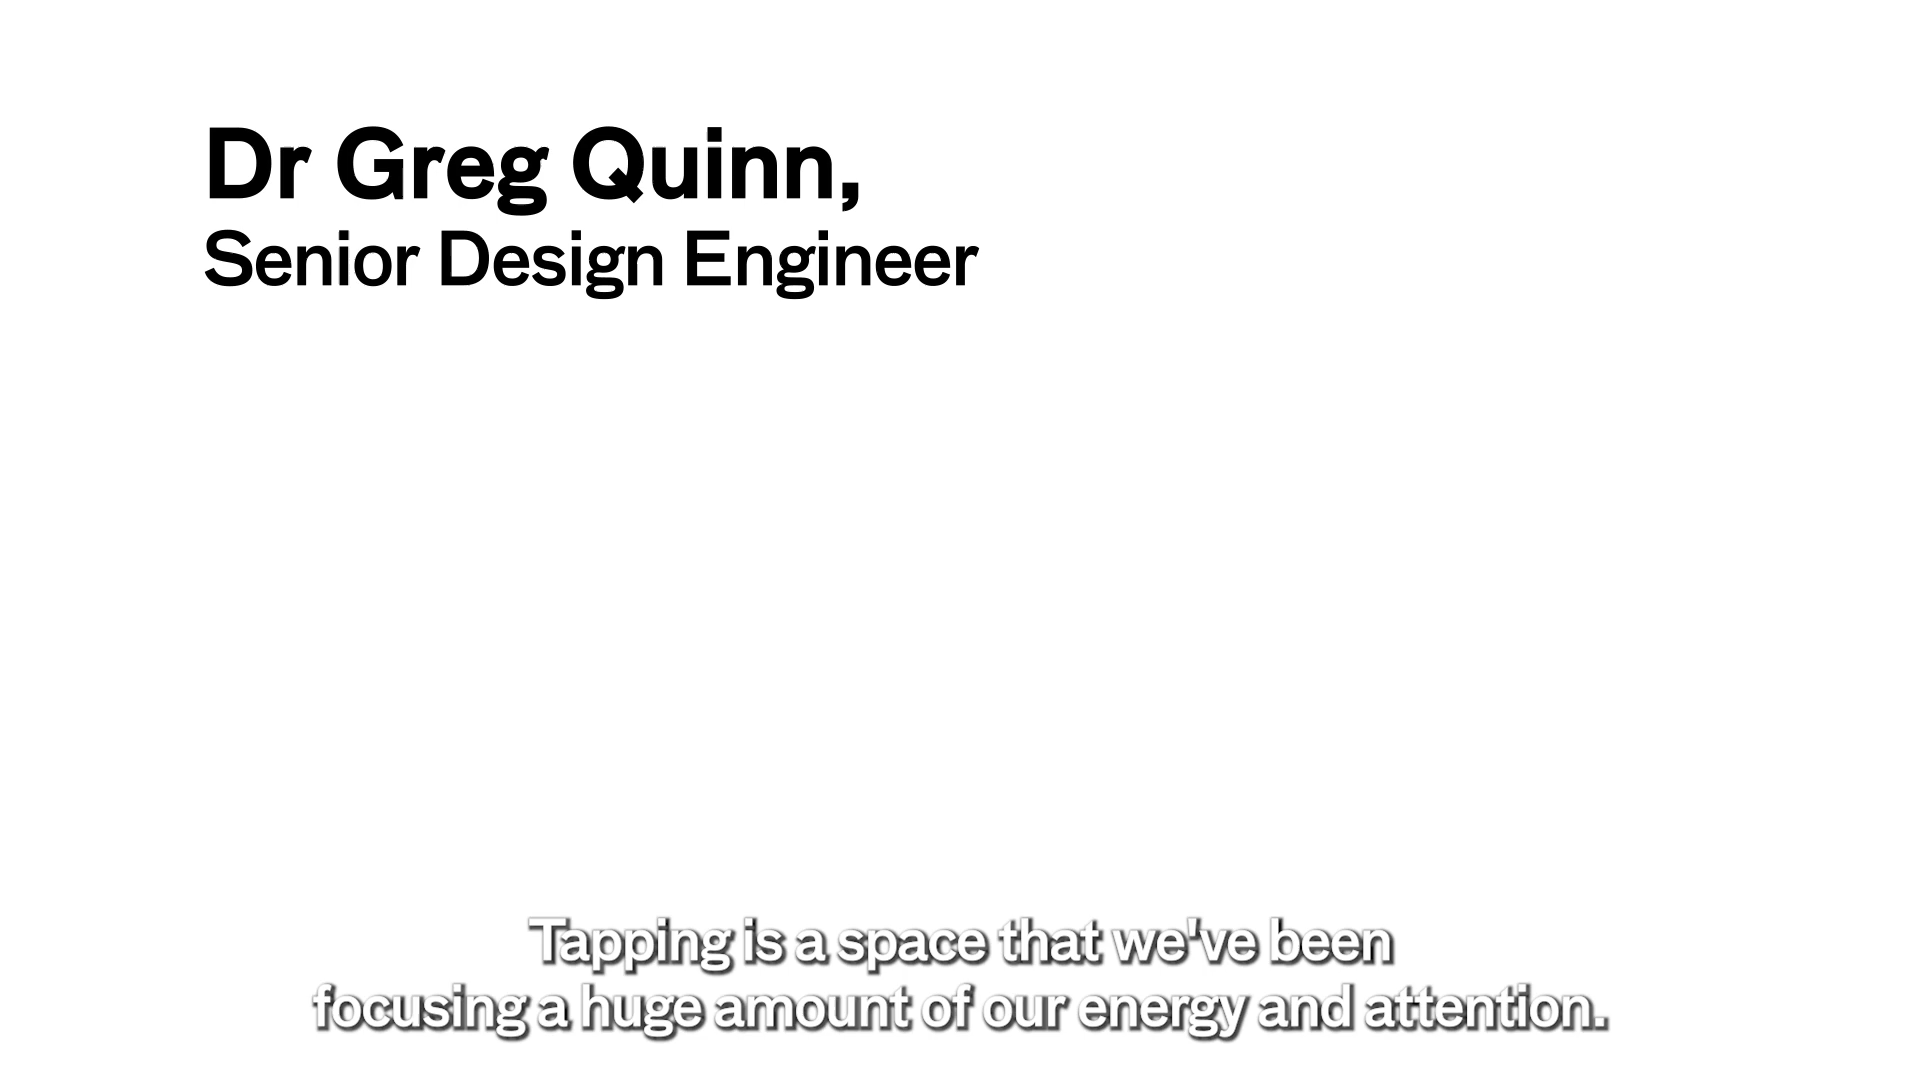 Dr Greg Quinn,
Senior Design Engineer
Tapping is a space that we've been
focusing a huge amount of our energy and attention.